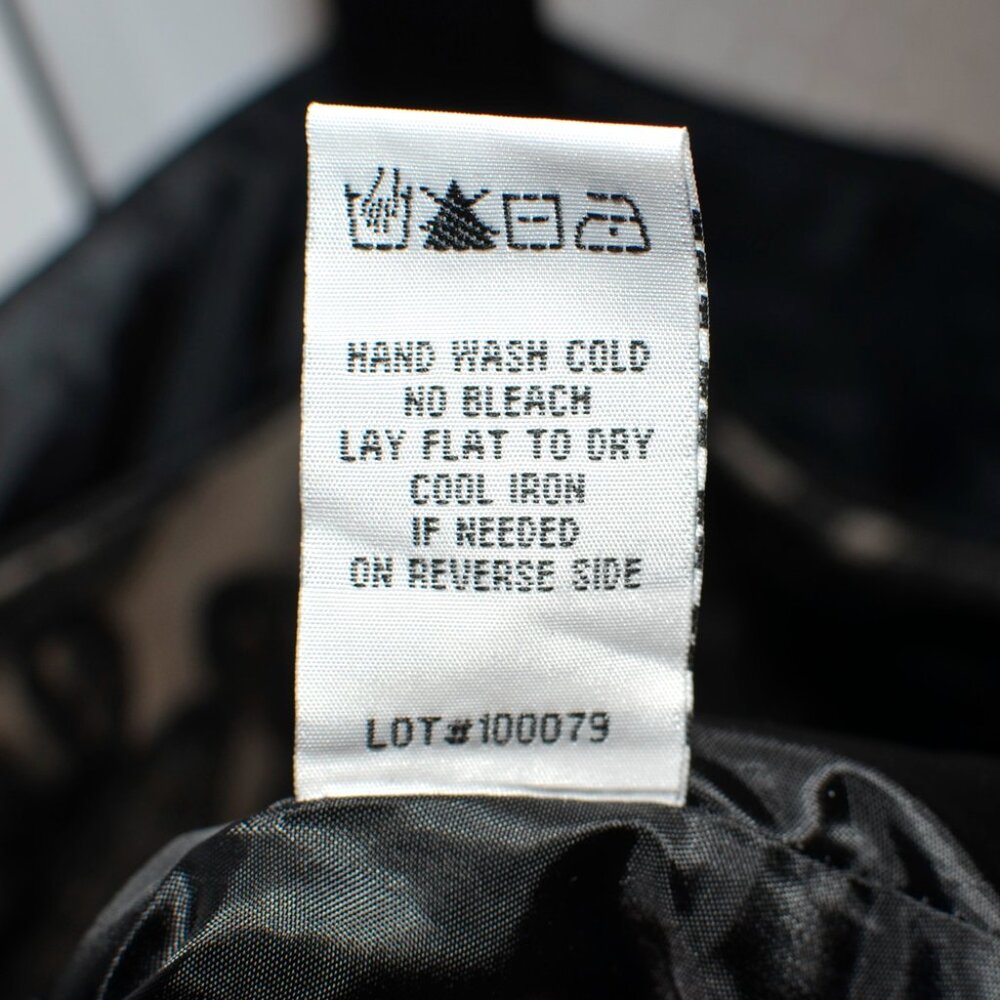 HAND WASH COLD
NO BLEACH
LAY FLAT TO DRY
COOL IRON
IF NEEDED
ON REVERSE SIDE
LOT#100079